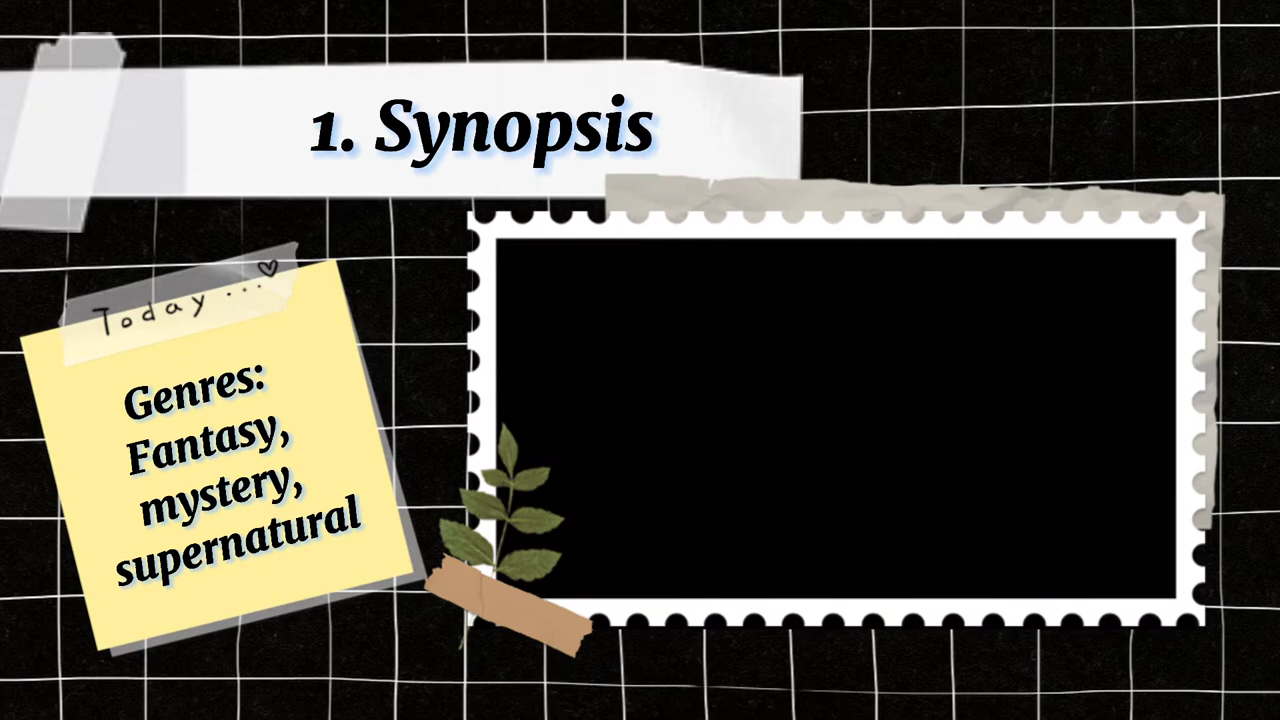 1. Synopsis
Today ...
Genres:
Fantasy,
mystery,
supernatural